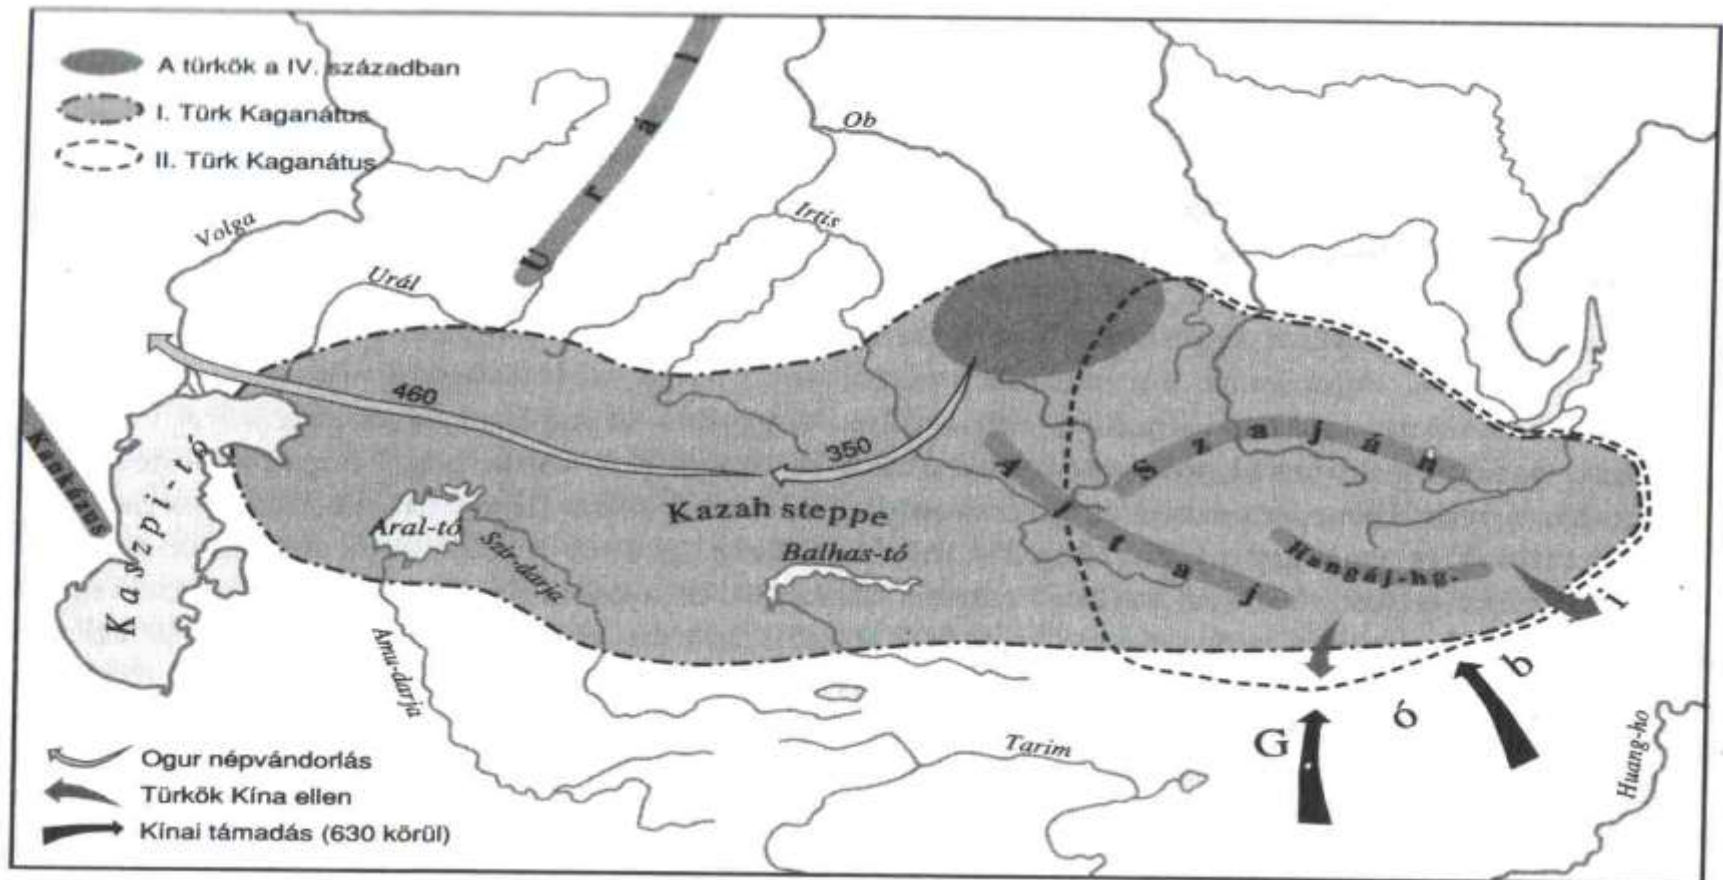 A türkök a IV. században
I. Türk Kaganátus
II. Türk Kaganátus
Volga
Urál
Urál
Ob
Irtis
460
350
Kaukázus
Kaszpi-tó
Aral-tó
Szir-darja
Amu-darja
Kazah steppe
Balhas-tó
Altaj
Szaján
Hangáj-hg.
Góbi
Tarim
Huang-ho
Ogur népvándorlás
Türkök Kína ellen
Kínai támadás (630 körül)